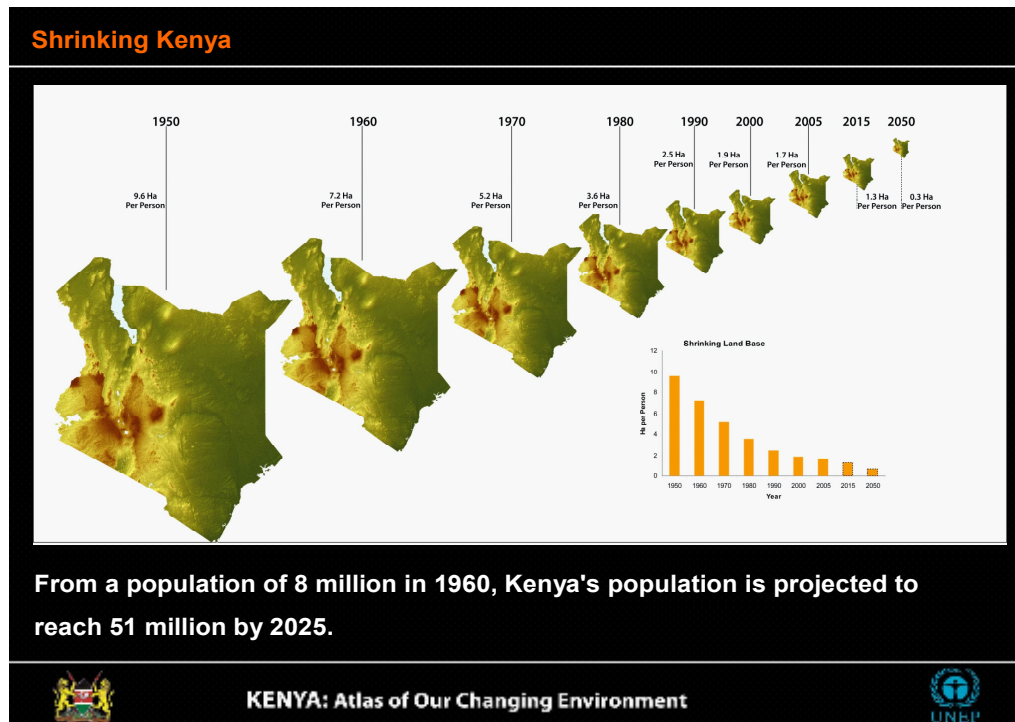 Shrinking Kenya
1950
1960
1970
1980
1990
2000
2005
2015
2050
9.6 Ha
Per Person
7.2 Ha
Per Person
5.2 Ha
Per Person
3.6 Ha
Per Person
2.5 Ha
Per Person
1.9 Ha
Per Person
1.7 Ha
Per Person
1.3 Ha
Per Person
0.3 Ha
Per Person
Shrinking Land Base
12
10
8
6
4
2
0
Ha per Person
1950 1960 1970 1980 1990 2000 2005 2015 2050
Year
From a population of 8 million in 1960, Kenya's population is projected to
reach 51 million by 2025.
KENYA: Atlas of Our Changing Environment
UNEP